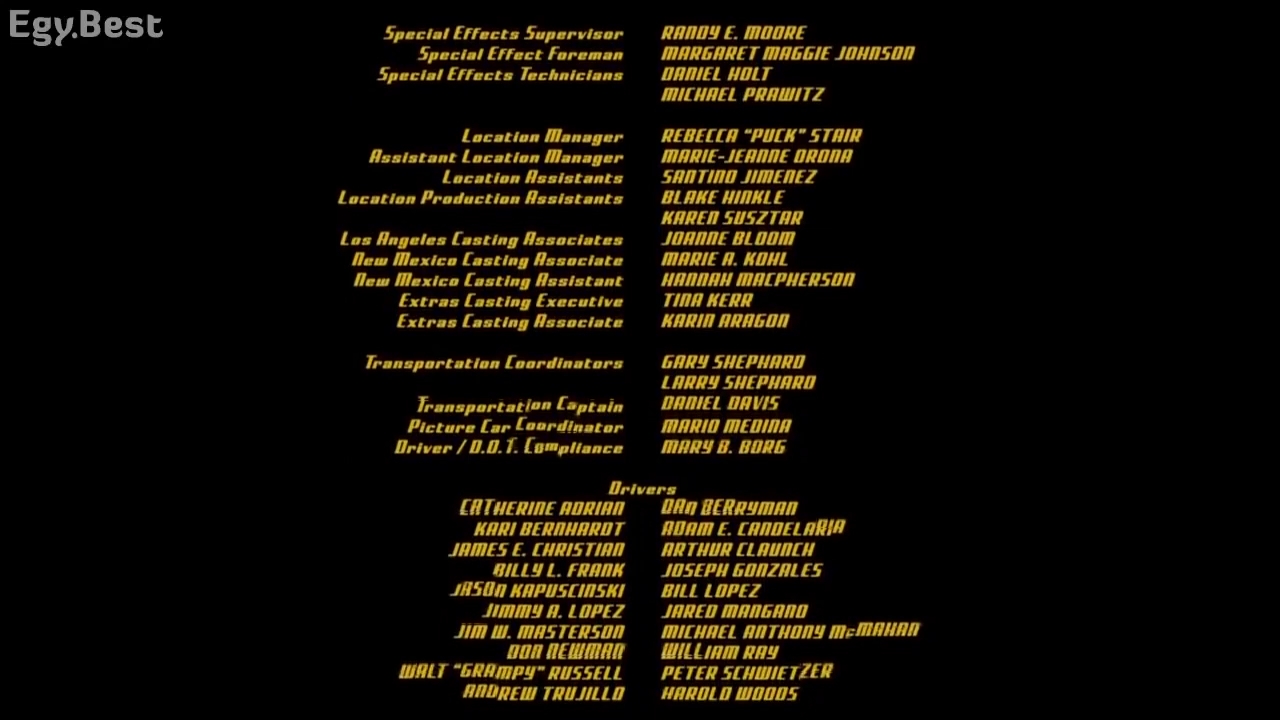 Egy.Best
Special Effects Supervisor RANDY E. MOORE
Special Effect Foreman MARGARET MAGGIE JOHNSON
Special Effects Technicians DANIEL HOLT
MICHAEL PRAWITZ
Location Manager REBECCA "PUCK" STAIR
Assistant Location Manager MARIE-JEANNE ORONA
Location Assistants SANTINO JIMENEZ
Location Production Assistants BLAKE HINKLE
KAREN SUSZTAR
Los Angeles Casting Associates JOANNE BLOOM
New Mexico Casting Associate MARIE A. KOHL
New Mexico Casting Assistant HANNAH MACPHERSON
Extras Casting Executive TINA KERR
Extras Casting Associate KARIN ARAGON
Transportation Coordinators GARY SHEPHARD
LARRY SHEPHARD
Transportation Captain DANIEL DAVIS
Picture Car Coordinator MARIO MEDINA
Driver / D.O.T. Compliance MARY B. BORG
Drivers
CATHERINE ADRIAN DAN BERRYMAN
KARI BERNHARDT ADAM E. CANDELARIA
JAMES E. CHRISTIAN ARTHUR CLAUNCH
BILLY L. FRANK JOSEPH GONZALES
JASON KAPUSCINSKI BILL LOPEZ
JIMMY A. LOPEZ JARED MANGANO
JIM W. MASTERSON MICHAEL ANTHONY McMAHAN
DON NEWMAN WILLIAM RAY
WALT "GRAMPY" RUSSELL PETER SCHWIETZER
ANDREW TRUJILLO HAROLD WOODS